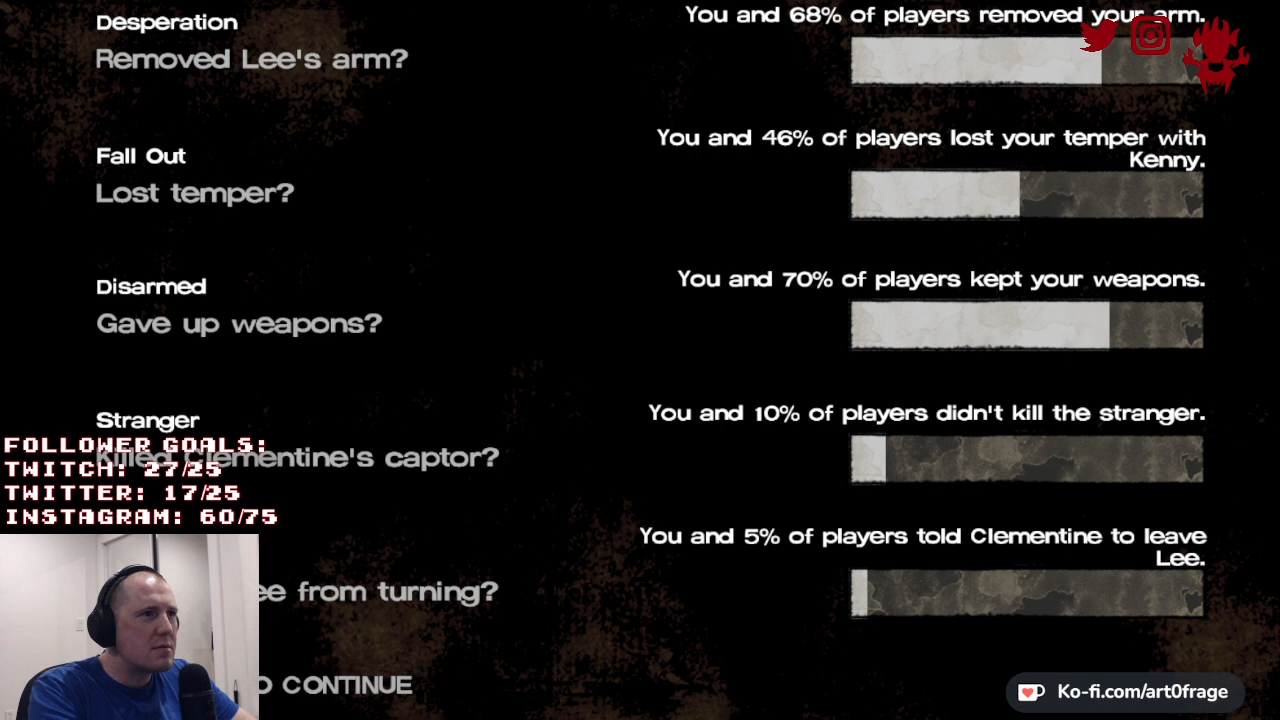 Desperation
You and 68% of players removed your arm.
Removed Lee's arm?
You and 46% of players lost your temper with
Kenny.
Fall Out
Lost temper?
You and 70% of players kept your weapons.
Disarmed
Gave up weapons?
You and 10% of players didn't kill the stranger.
Stranger
Killed Clementine's captor?
FOLLOWER GOALS:
TWITCH: 27/25
TWITTER: 17/25
INSTAGRAM: 60/75
You and 5% of players told Clementine to leave
Lee.
from turning?
CONTINUE
Ko-fi.com/art0frage